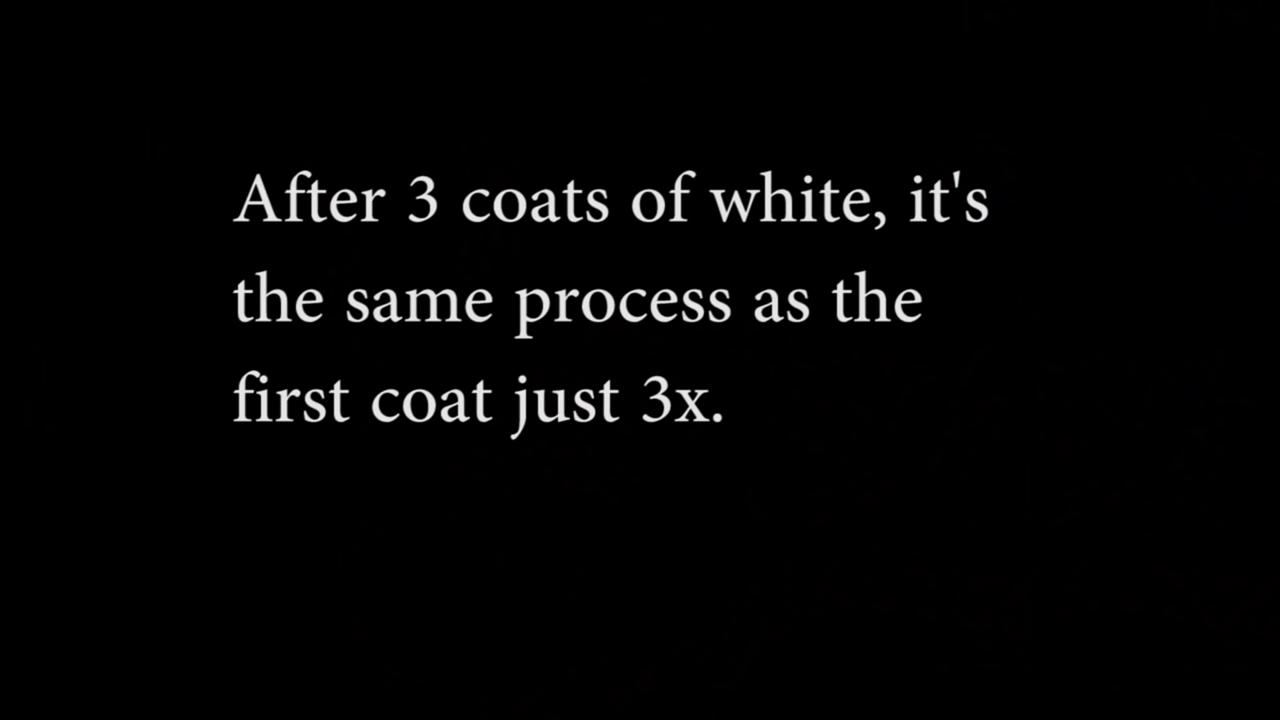 After 3 coats of white, it's
the same process as the
first coat just 3x.